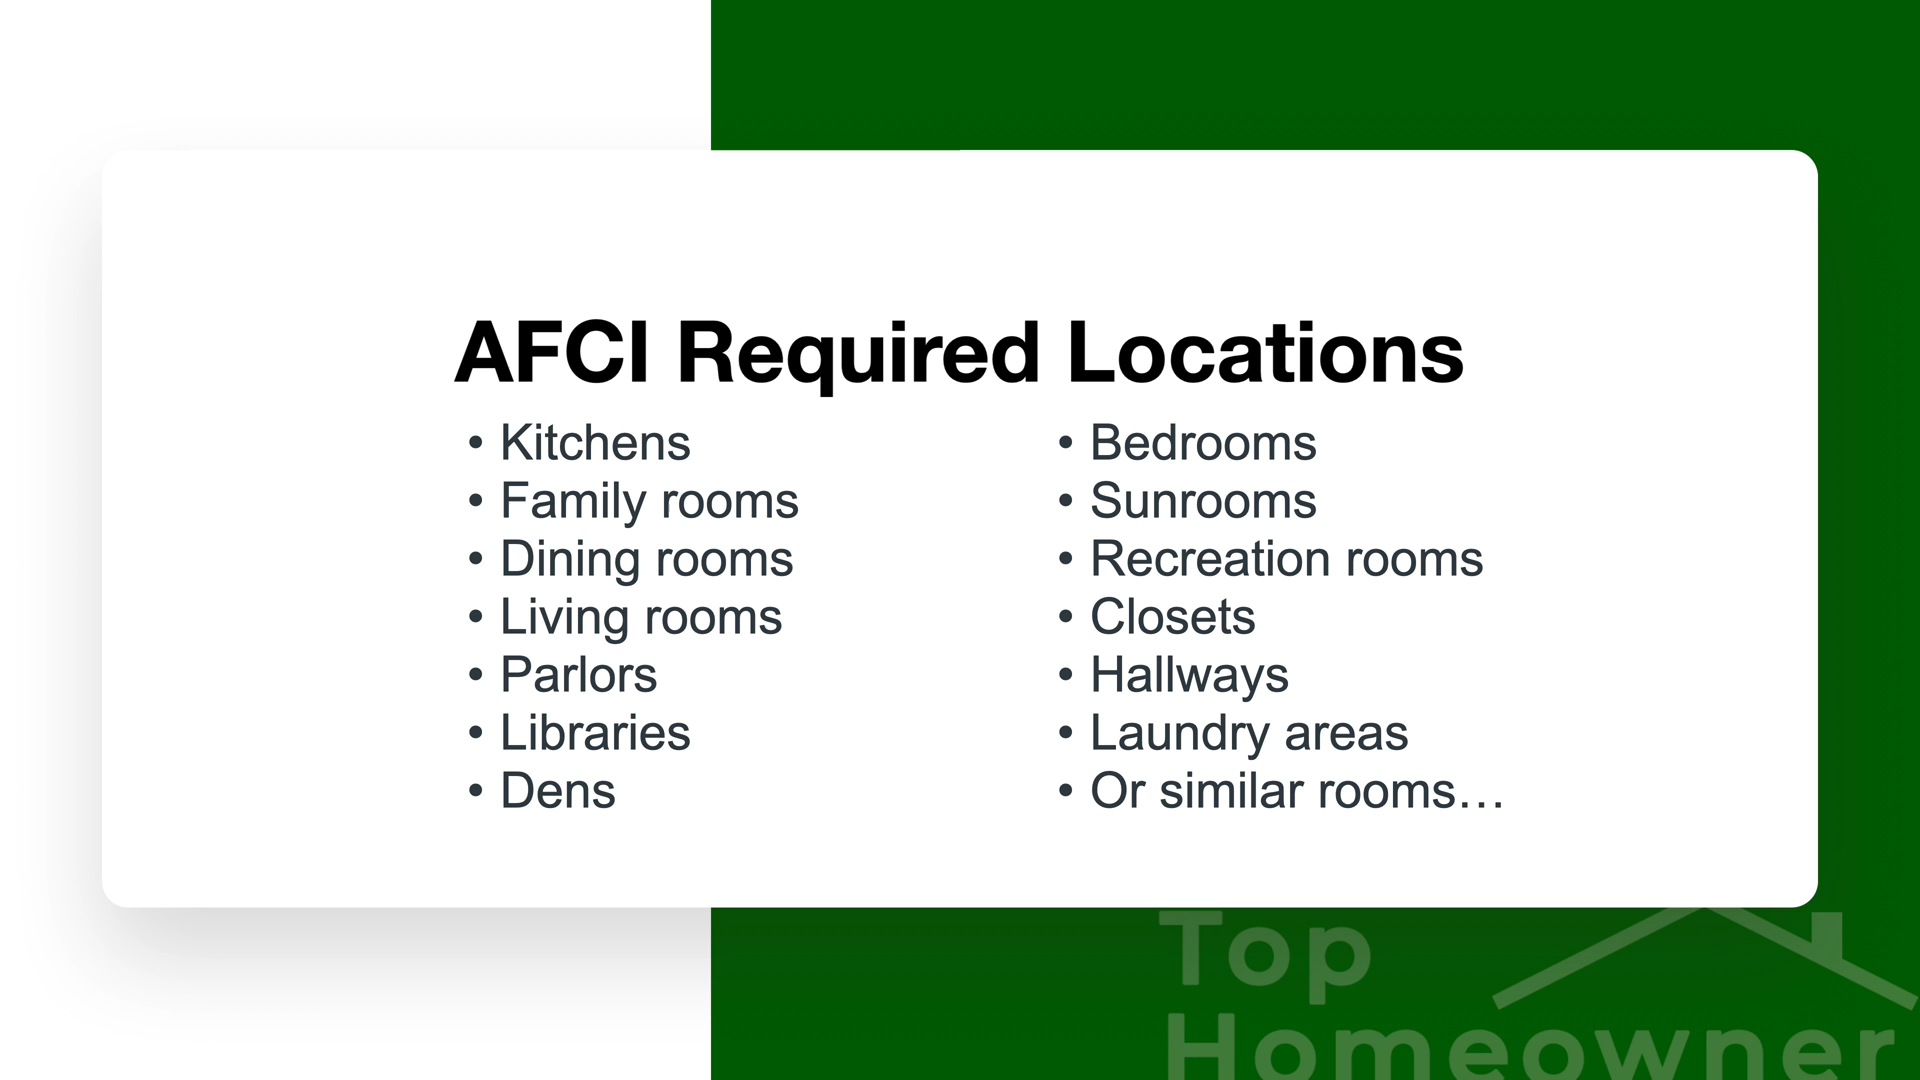 AFCI Required Locations
• Kitchens
• Family rooms
• Dining rooms
• Living rooms
• Parlors
• Libraries
• Dens
• Bedrooms
• Sunrooms
• Recreation rooms
• Closets
• Hallways
• Laundry areas
• Or similar rooms…
Top
Homeowner